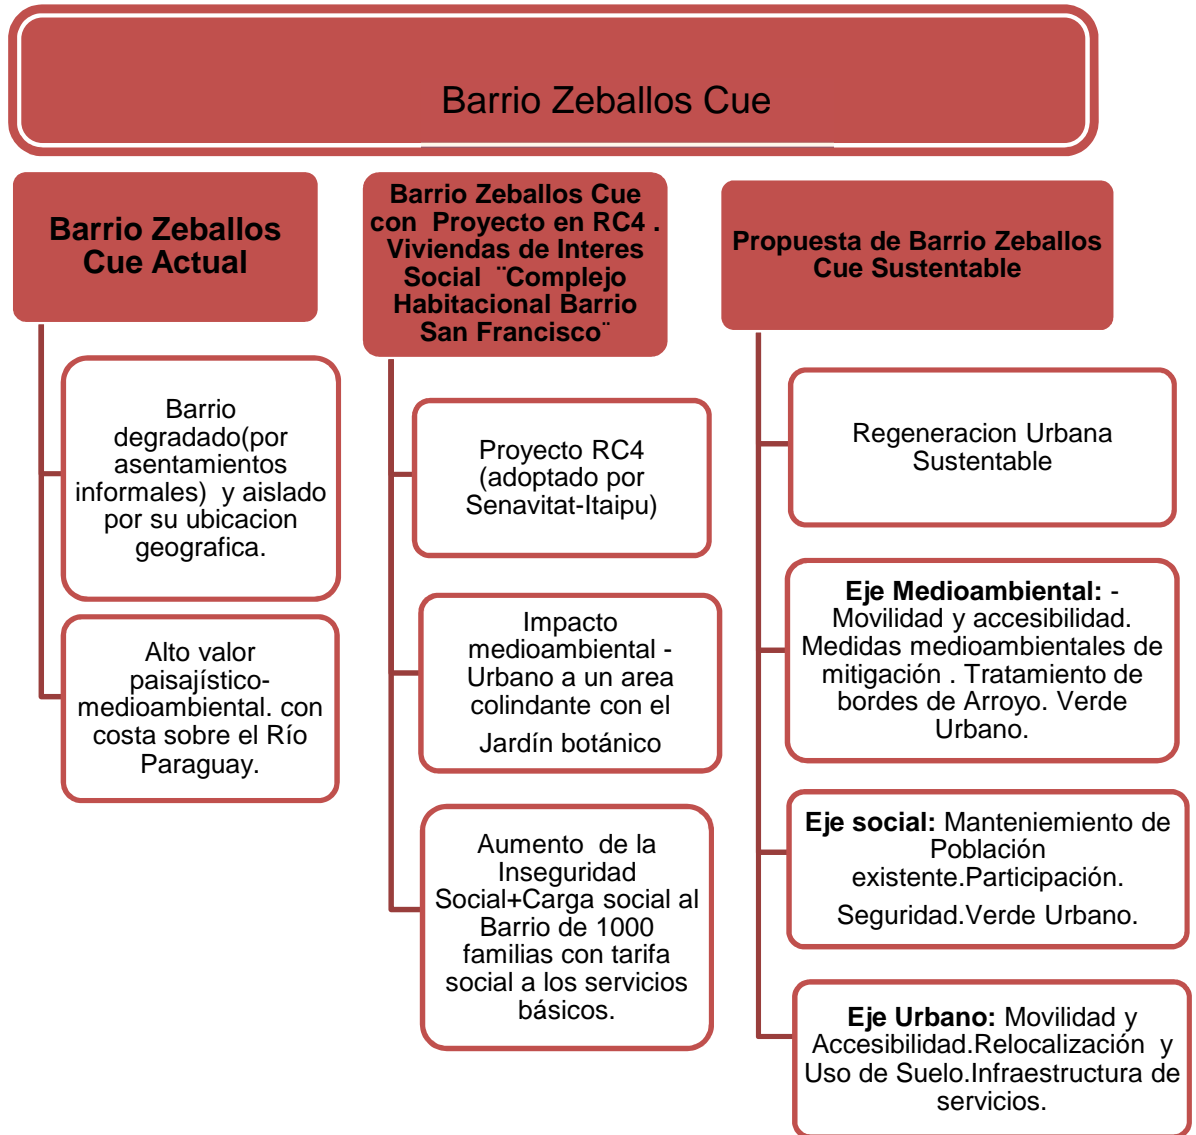 Barrio Zeballos Cue
Barrio Zeballos
Cue Actual
Barrio
degradado(por
asentamientos
informales) y aislado
por su ubicacion
geografica.
Alto valor
paisajístico-
medioambiental. con
costa sobre el Río
Paraguay.
Barrio Zeballos Cue
con Proyecto en RC4 .
Viviendas de Interes
Social ¨Complejo
Habitacional Barrio
San Francisco¨
Proyecto RC4
(adoptado por
Senavitat-Itaipu)
Impacto
medioambiental -
Urbano a un area
colindante con el
Jardín botánico
Aumento de la
Inseguridad
Social+Carga social al
Barrio de 1000
familias con tarifa
social a los servicios
básicos.
Propuesta de Barrio Zeballos
Cue Sustentable
Regeneracion Urbana
Sustentable
Eje Medioambiental: -
Movilidad y accesibilidad.
Medidas medioambientales de
mitigación . Tratamiento de
bordes de Arroyo. Verde
Urbano.
Eje social: Manteniemiento de
Población
existente.Participación.
Seguridad.Verde Urbano.
Eje Urbano: Movilidad y
Accesibilidad.Relocalización y
Uso de Suelo.Infraestructura de
servicios.